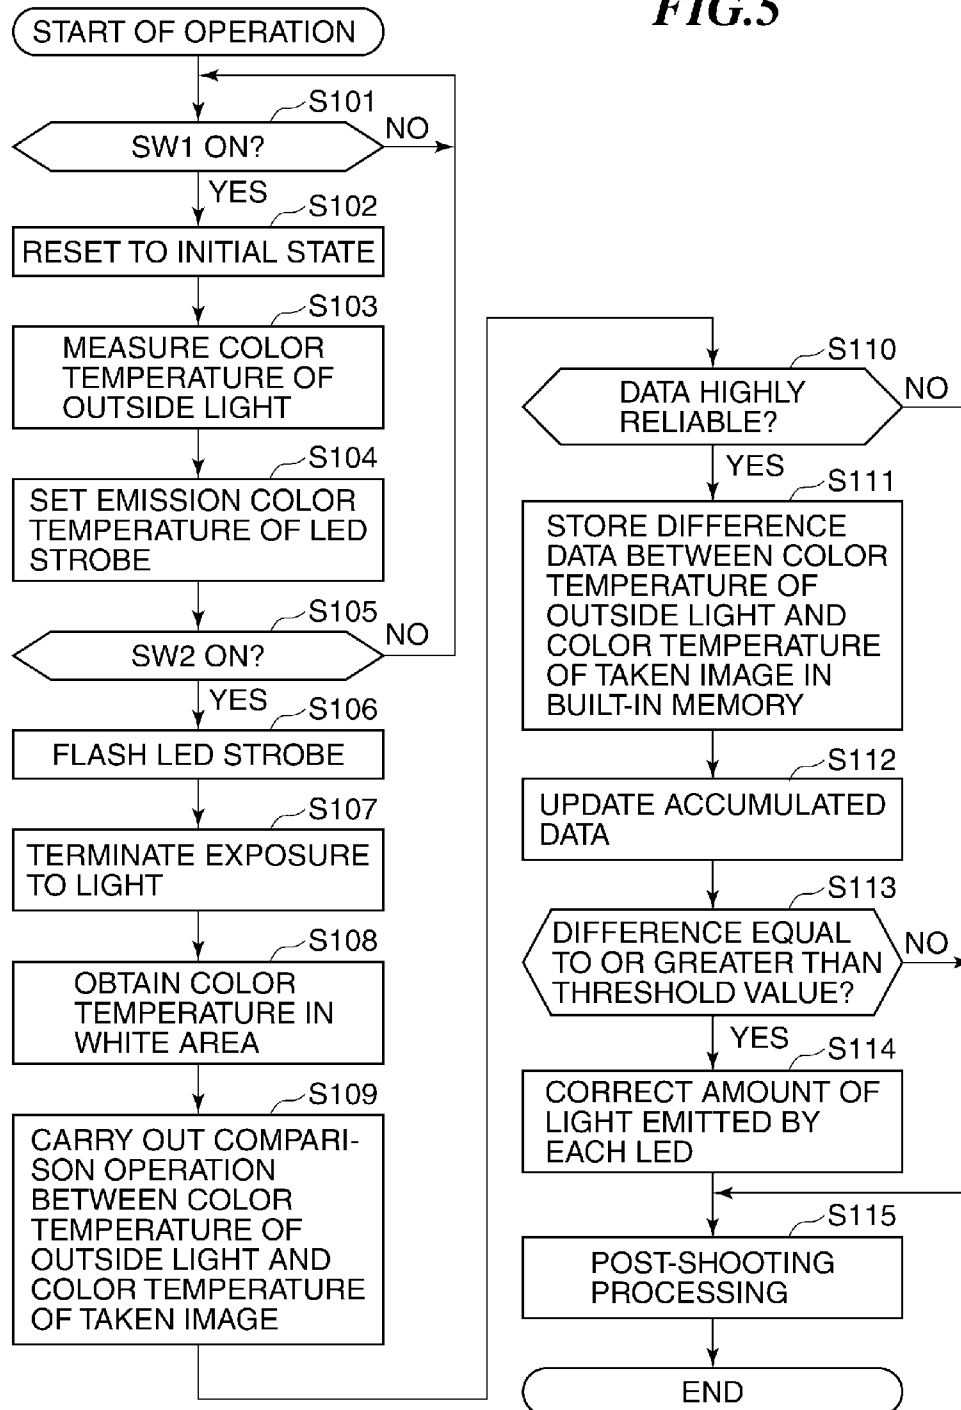 FIG.5
START OF OPERATION
S101
SW1 ON?
NO
YES
S102
RESET TO INITIAL STATE
S103
MEASURE COLOR
TEMPERATURE OF
OUTSIDE LIGHT
S104
SET EMISSION COLOR
TEMPERATURE OF LED
STROBE
S105
SW2 ON?
NO
YES
S106
FLASH LED STROBE
S107
TERMINATE EXPOSURE
TO LIGHT
S108
OBTAIN COLOR
TEMPERATURE IN
WHITE AREA
S109
CARRY OUT COMPARI-
SON OPERATION
BETWEEN COLOR
TEMPERATURE OF
OUTSIDE LIGHT AND
COLOR TEMPERATURE
OF TAKEN IMAGE
S110
DATA HIGHLY
RELIABLE?
NO
YES
S111
STORE DIFFERENCE
DATA BETWEEN COLOR
TEMPERATURE OF
OUTSIDE LIGHT AND
COLOR TEMPERATURE
OF TAKEN IMAGE IN
BUILT-IN MEMORY
S112
UPDATE ACCUMULATED
DATA
S113
DIFFERENCE EQUAL
TO OR GREATER THAN
THRESHOLD VALUE?
NO
YES
S114
CORRECT AMOUNT OF
LIGHT EMITTED BY
EACH LED
S115
POST-SHOOTING
PROCESSING
END